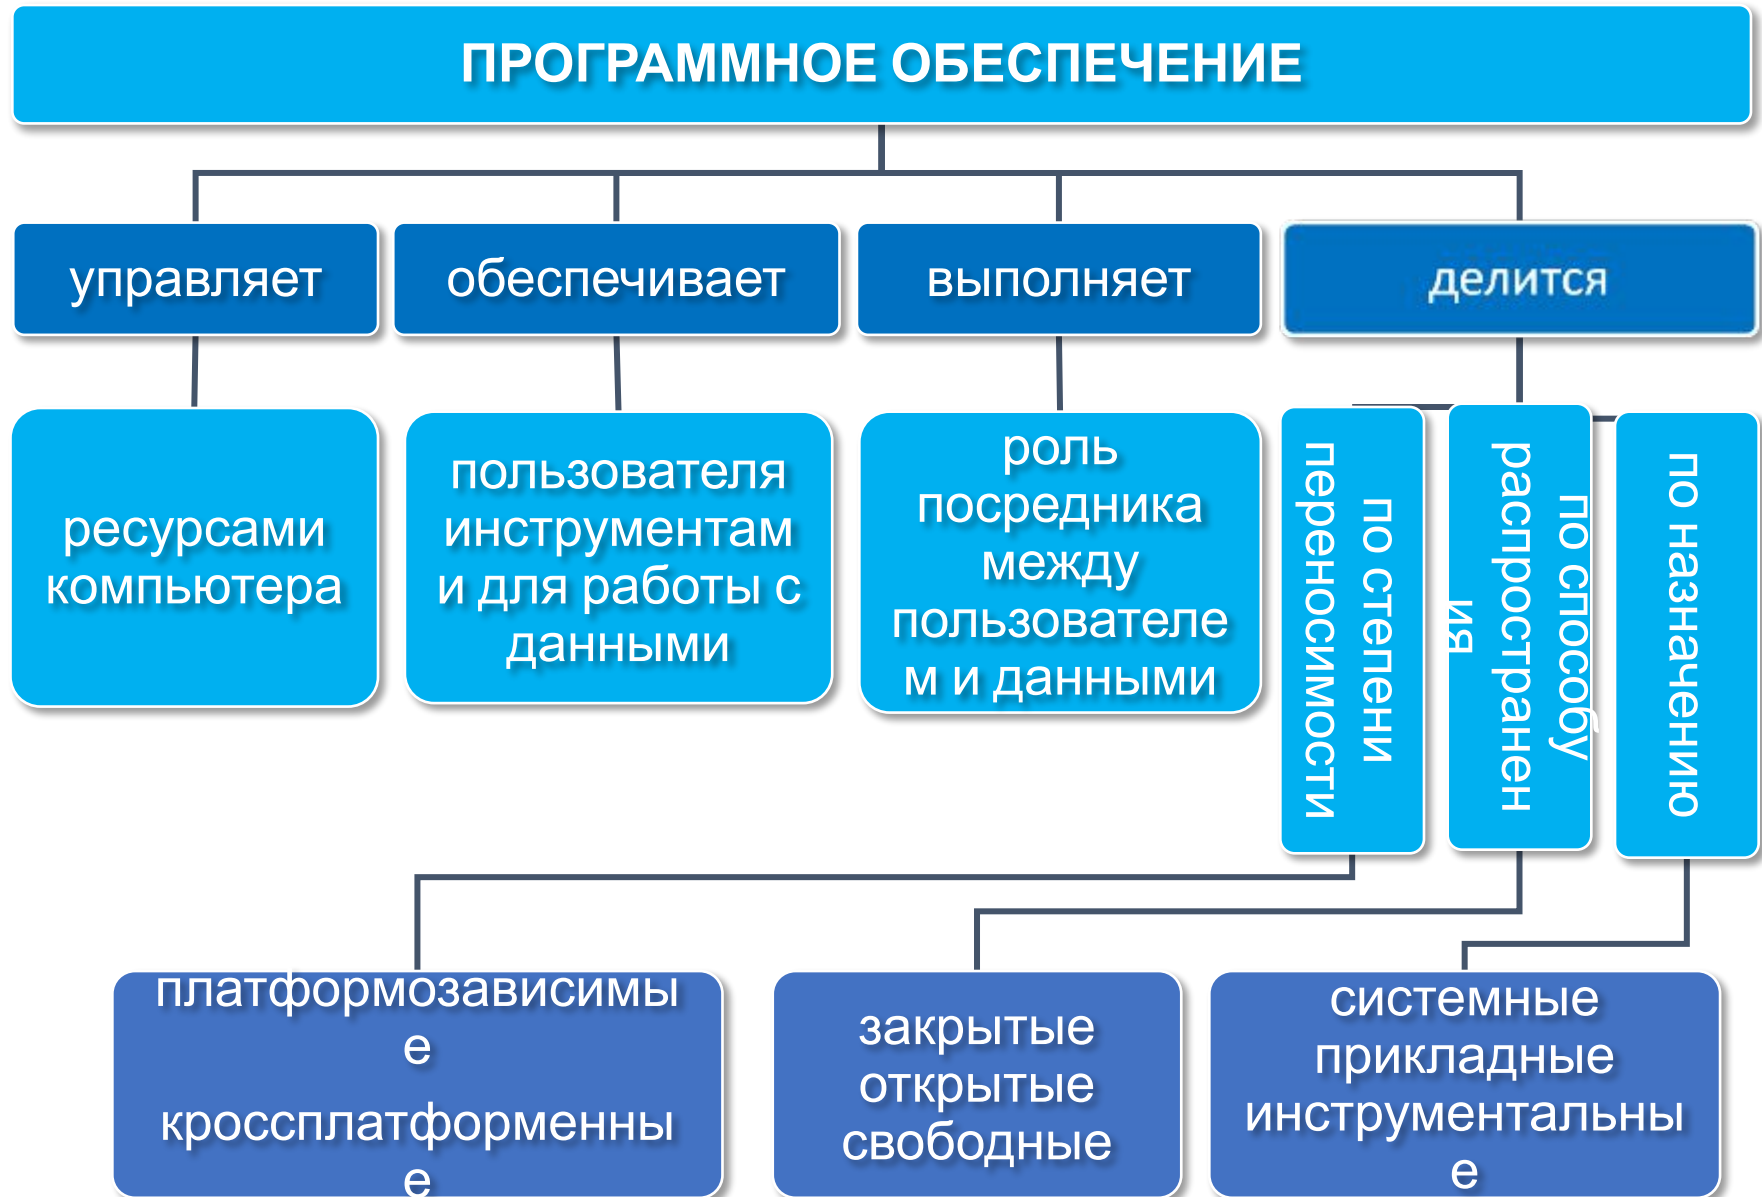 ПРОГРАММНОЕ ОБЕСПЕЧЕНИЕ
управляет
обеспечивает
выполняет
делится
ресурсами
компьютера
пользователя
инструментам
и для работы с
данными
роль
посредника
между
пользователе
м и данными
по степени
переносимости
по способу
распространен
ия
по назначению
платформозависимы
е
кроссплатформенны
е
закрытые
открытые
свободные
системные
прикладные
инструментальны
е